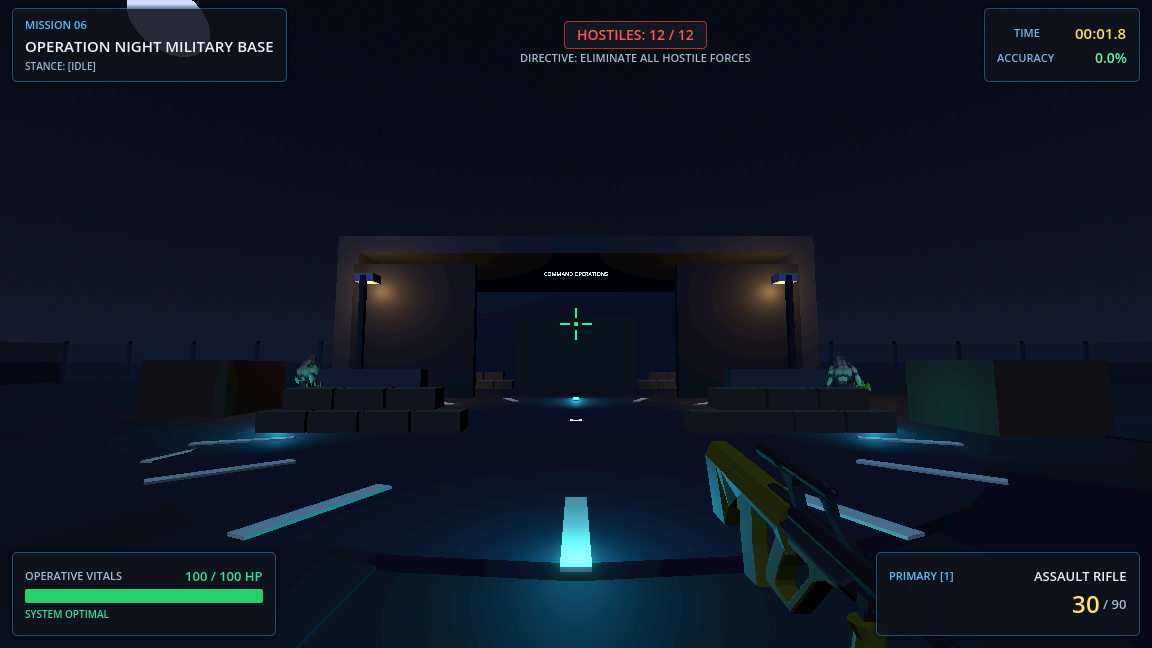 MISSION 06
OPERATION NIGHT MILITARY BASE
STANCE: [IDLE]
HOSTILES: 12 / 12
DIRECTIVE: ELIMINATE ALL HOSTILE FORCES
TIME 00:01.8
ACCURACY 0.0%
COMMAND OPERATIONS
OPERATIVE VITALS 100 / 100 HP
SYSTEM OPTIMAL
PRIMARY [1] ASSAULT RIFLE
30 / 90